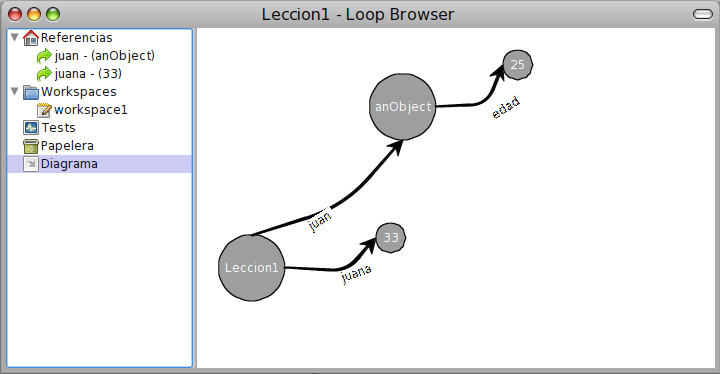 Leccion1 - Loop Browser
Referencias
juan - (anObject)
juana - (33)
Workspaces
workspace1
Tests
Papelera
Diagrama
25
anObject
edad
juan
33
Leccion1
juana